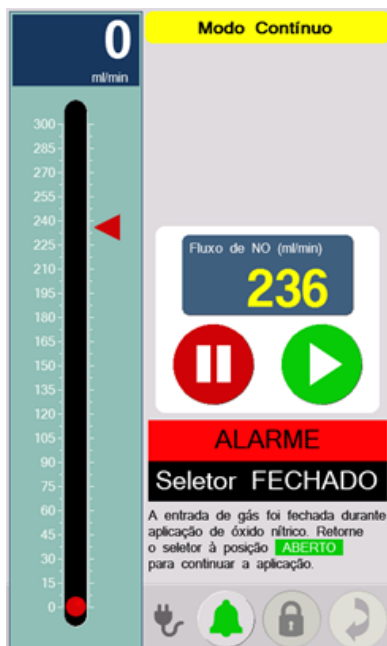 0
ml/min
300
285
270
255
240
225
210
195
180
165
150
135
120
105
90
75
60
45
30
15
0
Modo Contínuo
Fluxo de NO (ml/min)
236
ALARME
Seletor FECHADO
A entrada de gás foi fechada durante
aplicação de óxido nítrico. Retorne
o seletor à posição ABERTO
para continuar a aplicação.